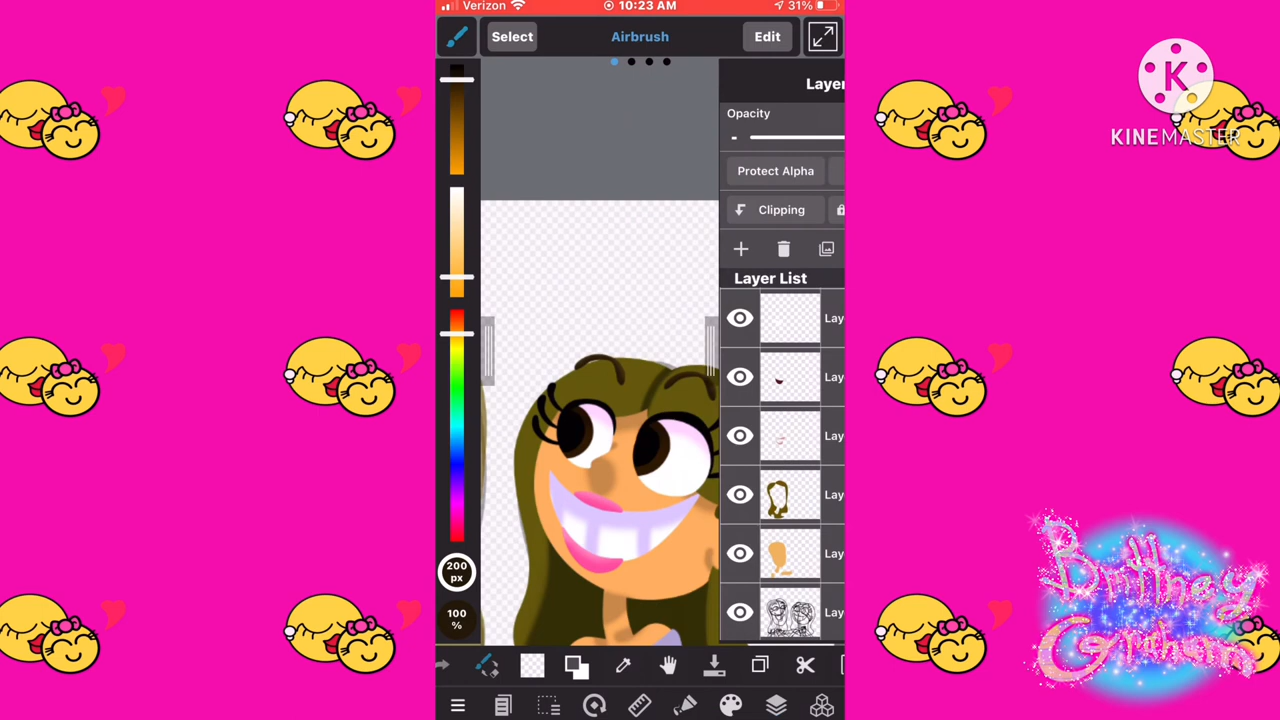 Verizon 10:23 AM 31%
Select Airbrush Edit
Layer
Opacity
-
Protect Alpha
Clipping
Layer List
Lay
Lay
Lay
Lay
Lay
Lay
200
px
100
%
K
KINEMASTER
Brittney
Graham